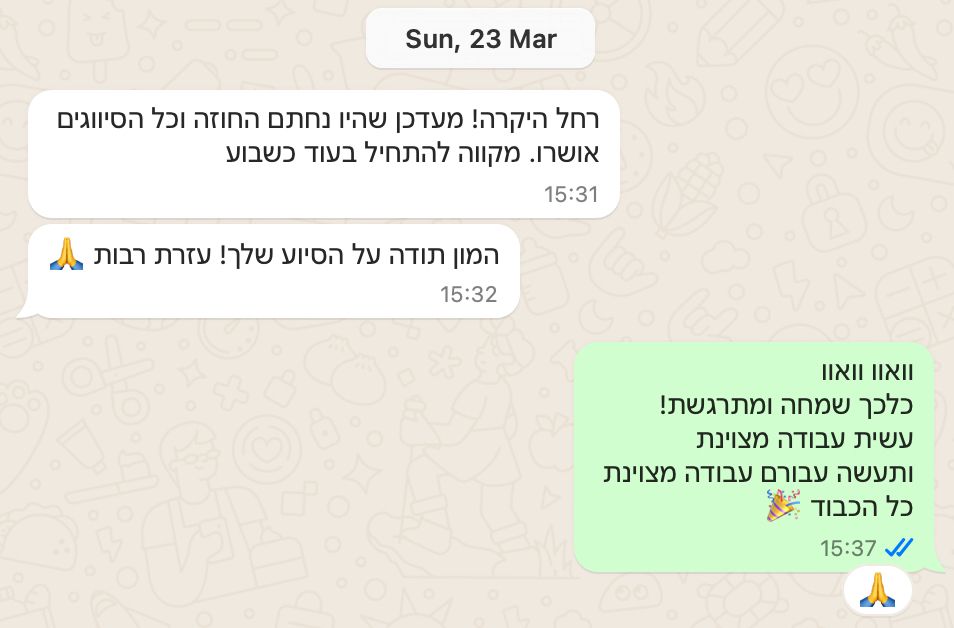 Sun, 23 Mar
רחל היקרה! מעדכן שהיו נחתם החוזה וכל הסיווגים
אושרו. מקווה להתחיל בעוד כשבוע
15:31
המון תודה על הסיוע שלך! עזרת רבות 🙏
15:32
וואוו וואוו
כלכך שמחה ומתרגשת!
עשית עבודה מצוינת
ותעשה עבורם עבודה מצוינת
כל הכבוד 🎉
15:37
🙏